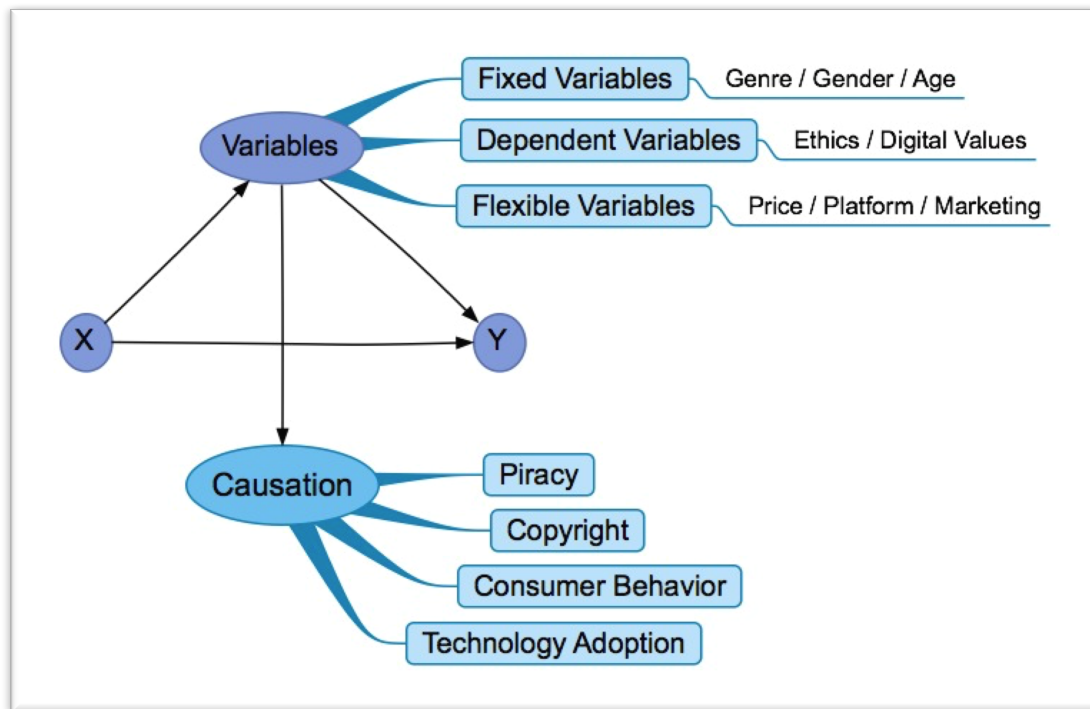 Fixed Variables
Genre / Gender / Age
Variables
Dependent Variables
Ethics / Digital Values
Flexible Variables
Price / Platform / Marketing
X
Y
Causation
Piracy
Copyright
Consumer Behavior
Technology Adoption